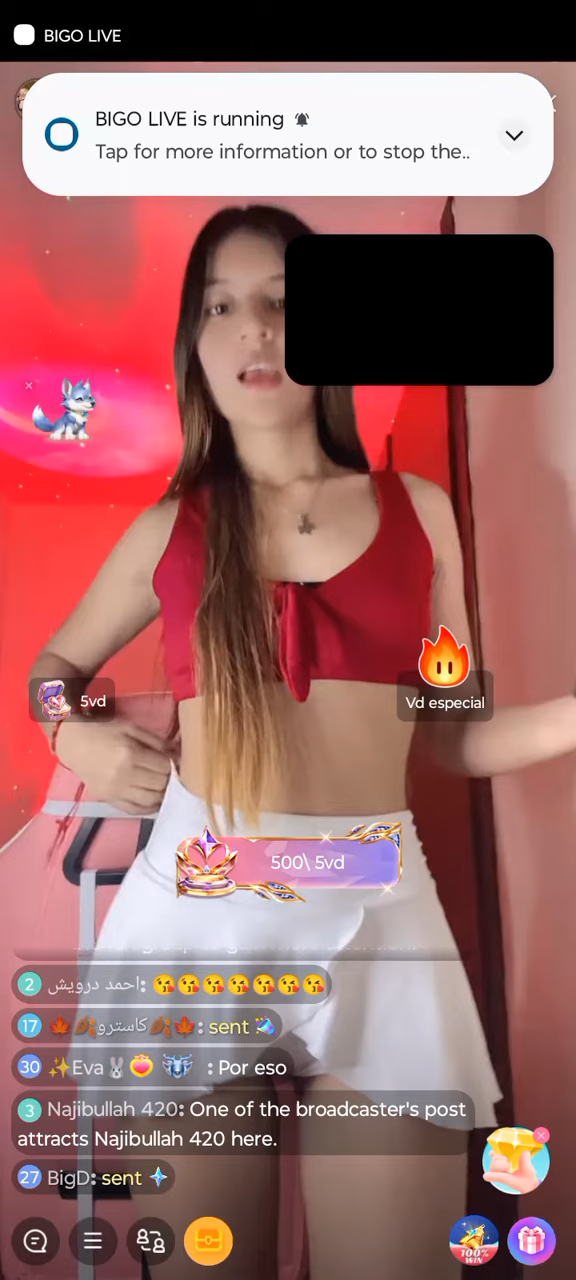 BIGO LIVE
BIGO LIVE is running
Tap for more information or to stop the..
5vd
Vd especial
500\ 5vd
2 احمد درويش: 😘😘😘😘😘😘😘
17 🍁🍂كاسترو🍂🍁: sent
30 ✨Eva🐰 : Por eso
3 Najibullah 420: One of the broadcaster's post
attracts Najibullah 420 here.
27 BigD: sent
100%
WIN